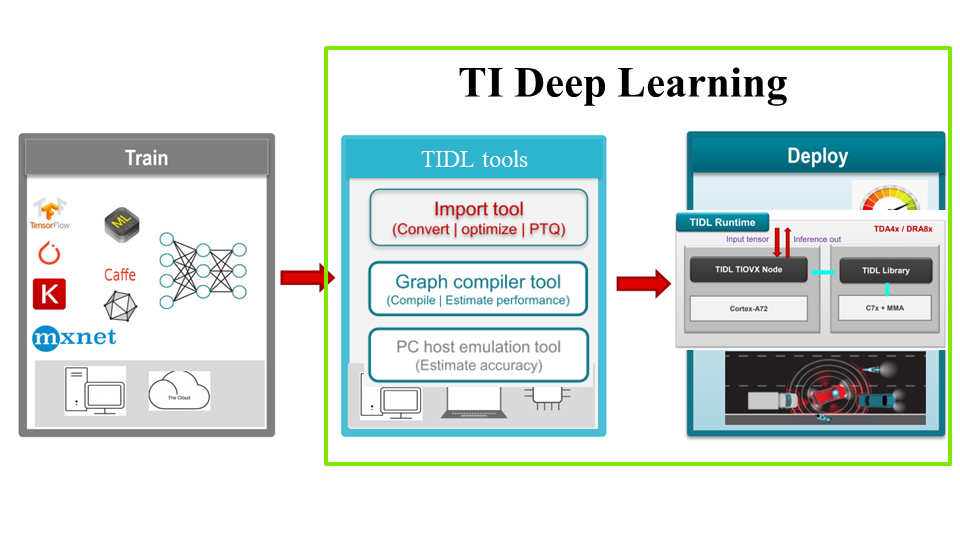 TI Deep Learning
Train
TensorFlow
ML
Caffe
K
mxnet
The Cloud
TIDL tools
Import tool
(Convert | optimize | PTQ)
Graph compiler tool
(Compile | Estimate performance)
PC host emulation tool
(Estimate accuracy)
Deploy
TIDL Runtime
TDA4x / DRA8x
Input tensor
Inference out
TIDL TIOVX Node
TIDL Library
Cortex-A72
C7x + MMA